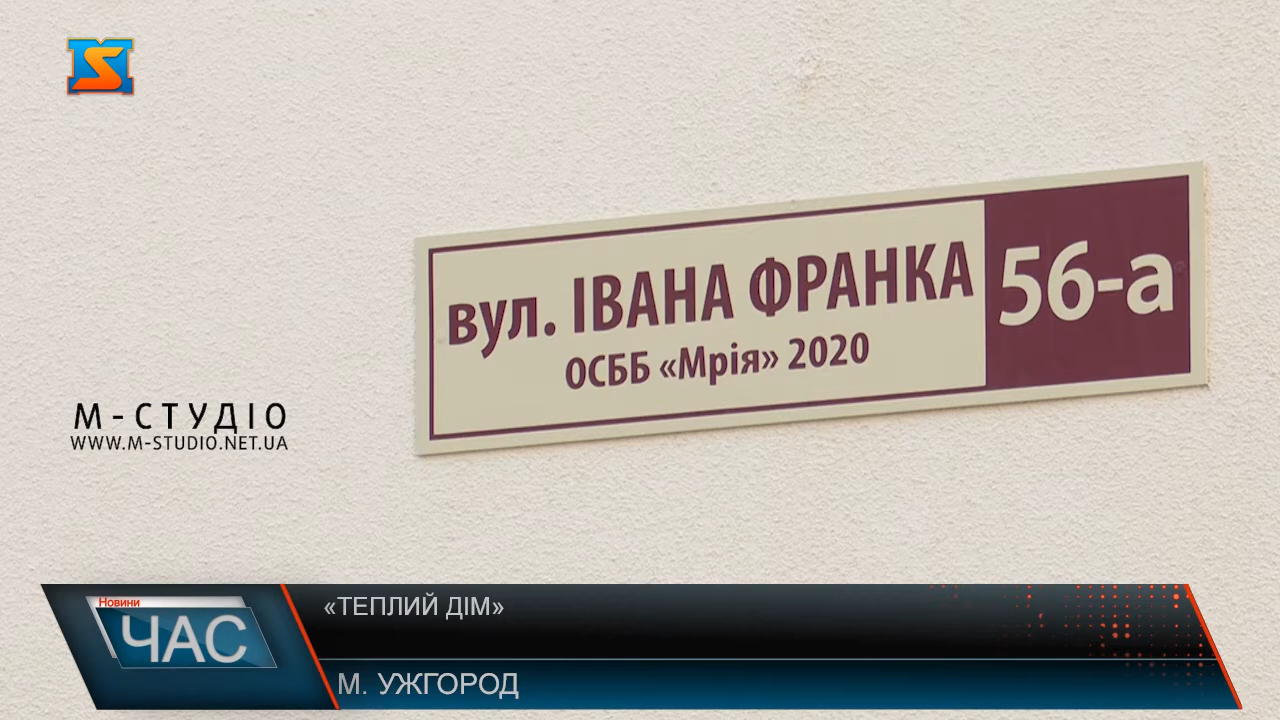 вул. ІВАНА ФРАНКА 56-а
ОСББ «Мрія» 2020
М-СТУДІО
WWW.M-STUDIO.NET.UA
Новини
ЧАС
«ТЕПЛИЙ ДІМ»
М. УЖГОРОД